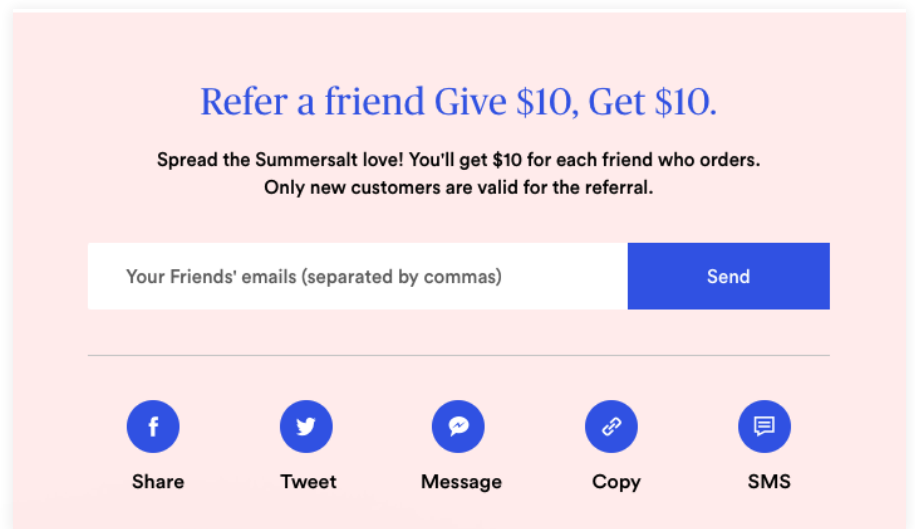 Refer a friend Give $10, Get $10.
Spread the Summersalt love! You'll get $10 for each friend who orders.
Only new customers are valid for the referral.
Your Friends' emails (separated by commas)
Send
Share
Tweet
Message
Copy
SMS